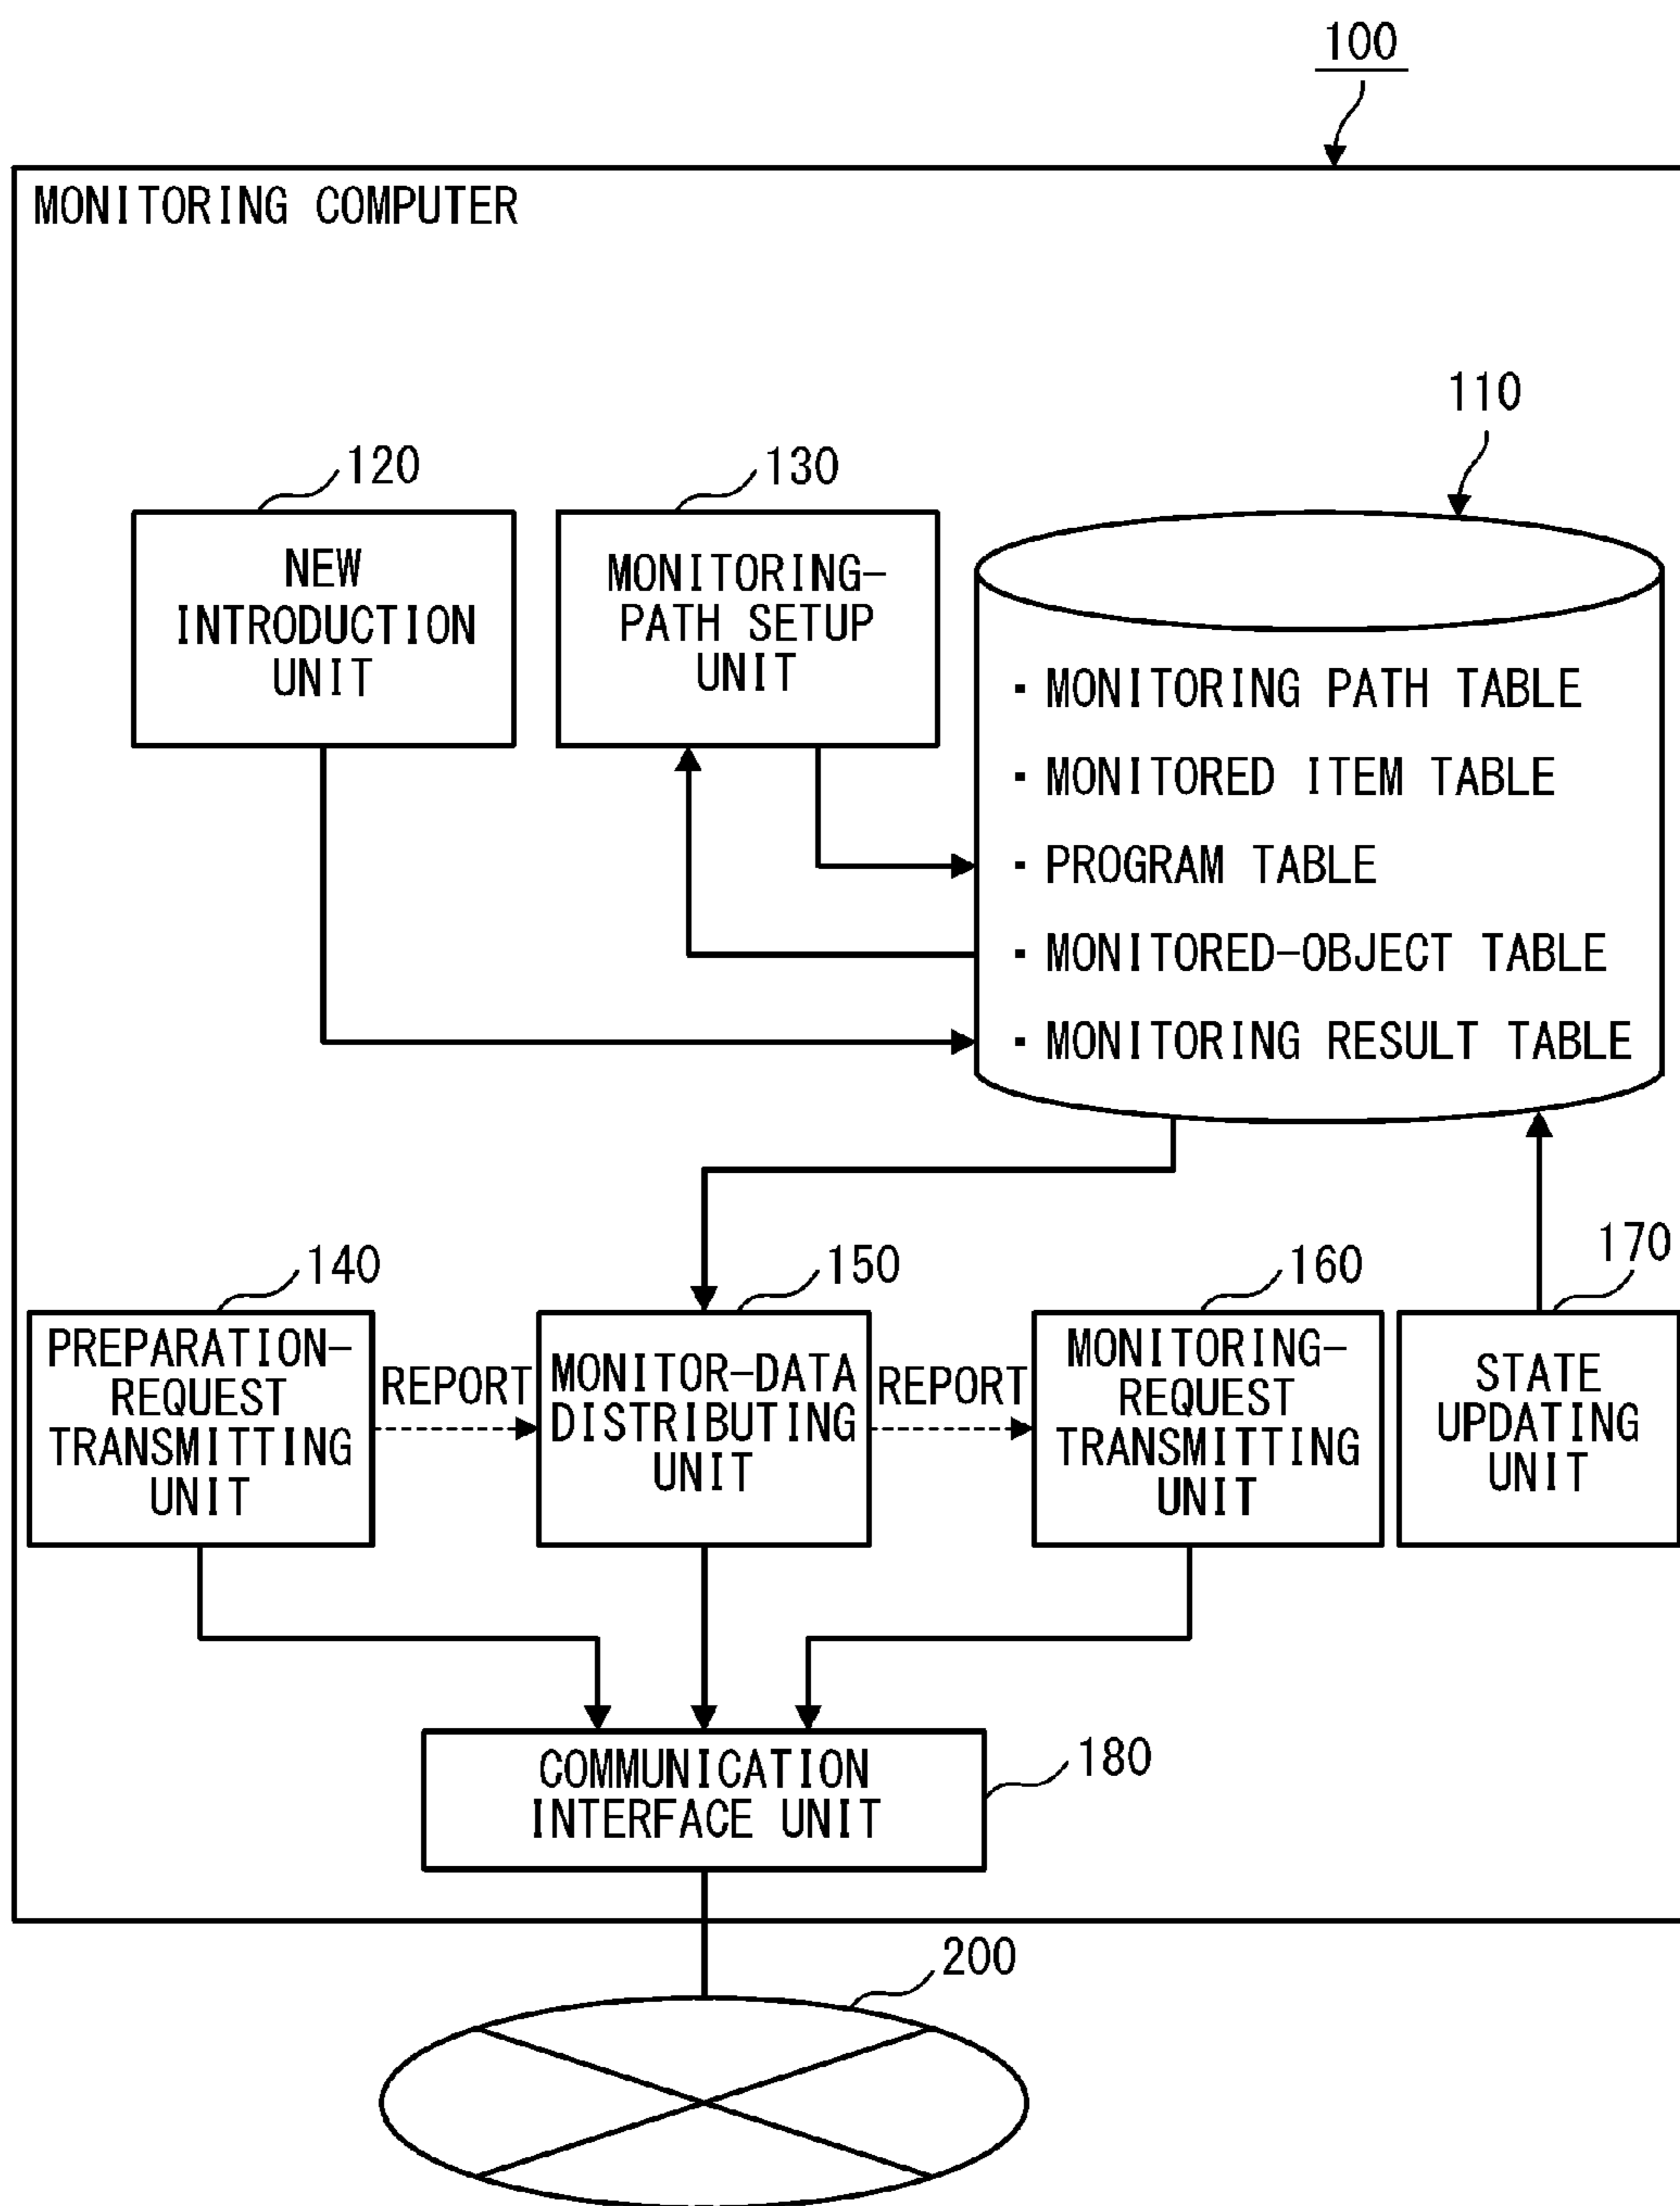 100
MONITORING COMPUTER
110
120
130
NEW
INTRODUCTION
UNIT
MONITORING-
PATH SETUP
UNIT
▪ MONITORING PATH TABLE
▪ MONITORED ITEM TABLE
▪ PROGRAM TABLE
▪ MONITORED-OBJECT TABLE
▪ MONITORING RESULT TABLE
140
150
160
170
PREPARATION-
REQUEST
TRANSMITTING
UNIT
REPORT
MONITOR-DATA
DISTRIBUTING
UNIT
REPORT
MONITORING-
REQUEST
TRANSMITTING
UNIT
STATE
UPDATING
UNIT
COMMUNICATION
INTERFACE UNIT
180
200